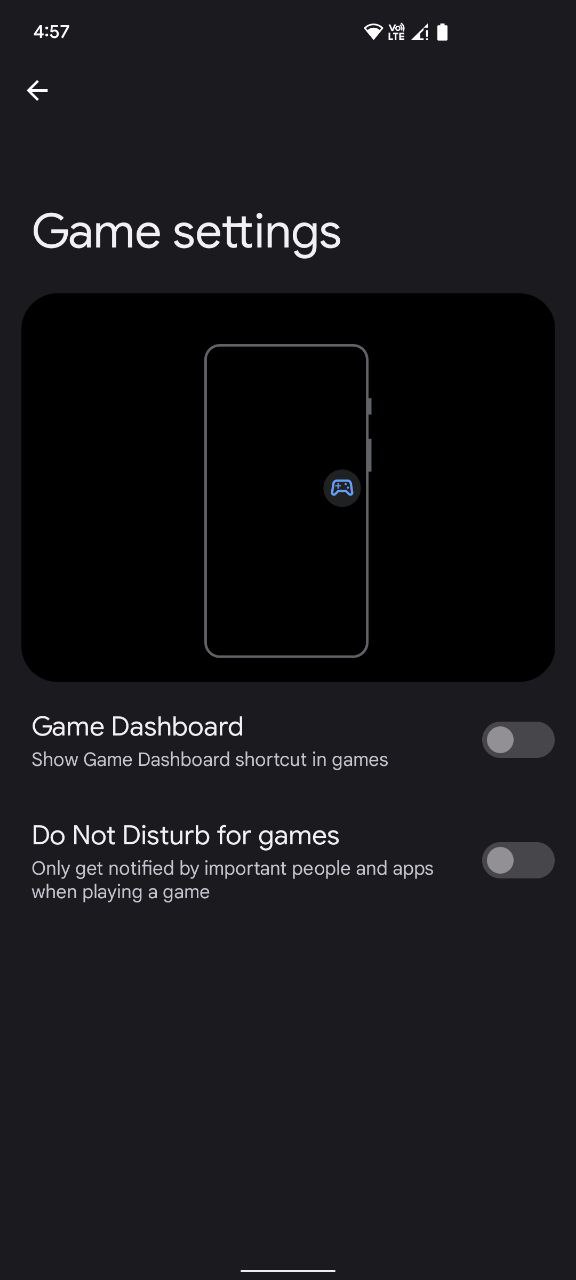 4:57
Vo))
LTE
Game settings
Game Dashboard
Show Game Dashboard shortcut in games
Do Not Disturb for games
Only get notified by important people and apps
when playing a game